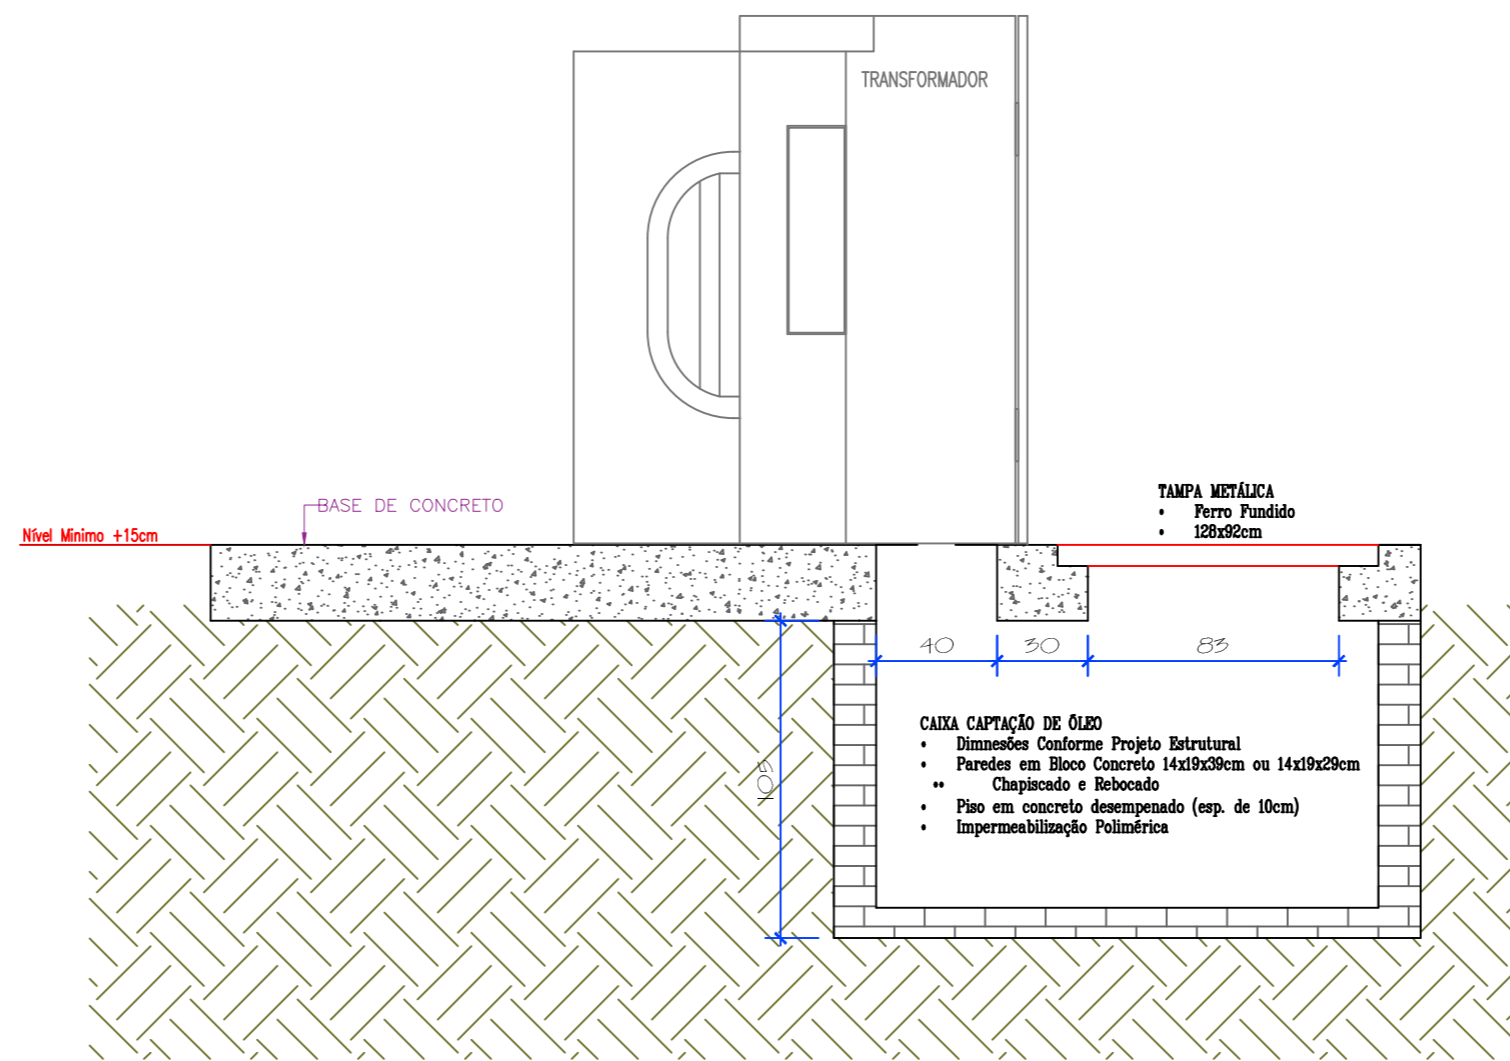 TRANSFORMADOR
BASE DE CONCRETO
Nível Minimo +15cm
TAMPA METÁLICA
• Ferro Fundido
• 128x92cm
40
30
83
105
CAIXA CAPTAÇÃO DE ÓLEO
• Dimnesões Conforme Projeto Estrutural
• Paredes em Bloco Concreto 14x19x39cm ou 14x19x29cm
•• Chapiscado e Rebocado
• Piso em concreto desempenado (esp. de 10cm)
• Impermeabilização Polimérica